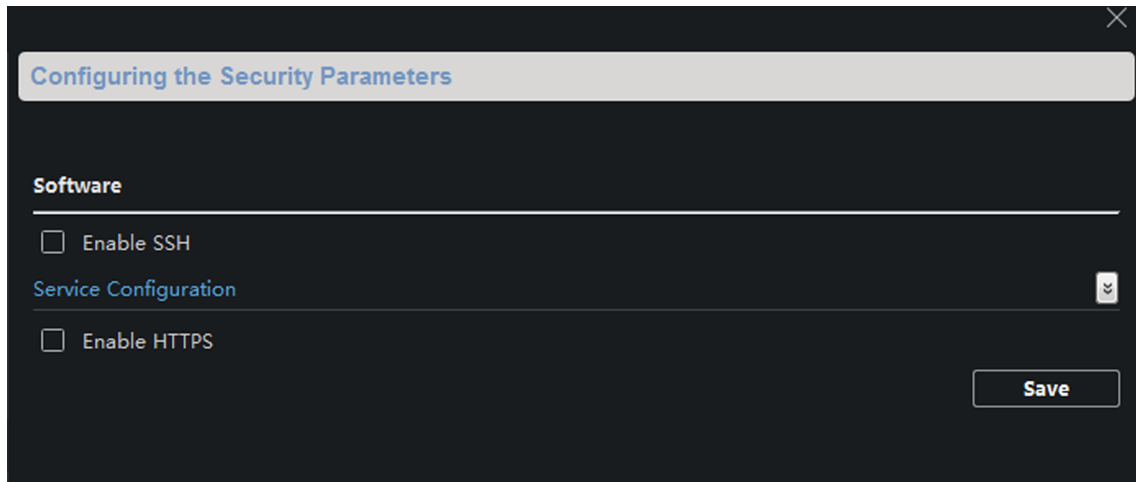 Configuring the Security Parameters
Software
Enable SSH
Service Configuration
Enable HTTPS
Save